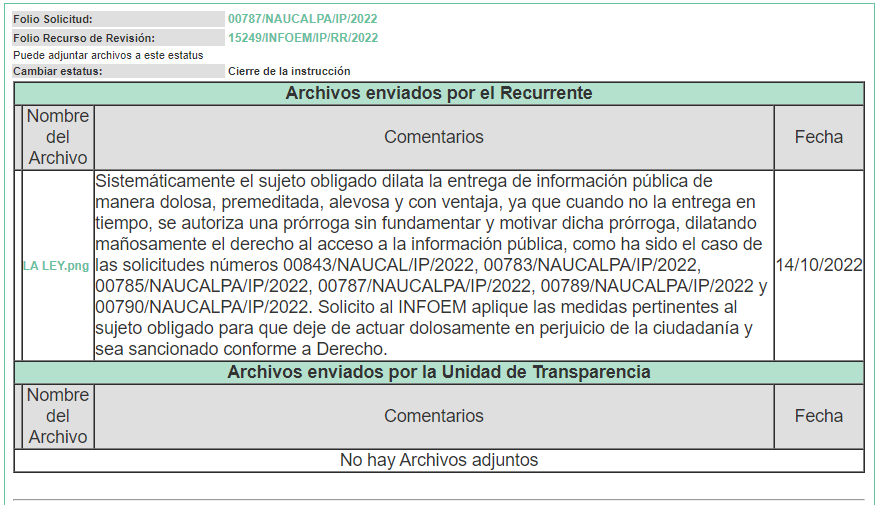 Folio Solicitud: 00787/NAUCALPA/IP/2022
Folio Recurso de Revisión: 15249/INFOEM/IP/RR/2022
Puede adjuntar archivos a este estatus
Cambiar estatus: Cierre de la instrucción
Archivos enviados por el Recurrente
Nombre
del
Archivo
Comentarios
Fecha
LA LEY.png
Sistemáticamente el sujeto obligado dilata la entrega de información pública de
manera dolosa, premeditada, alevosa y con ventaja, ya que cuando no la entrega en
tiempo, se autoriza una prórroga sin fundamentar y motivar dicha prórroga, dilatando
mañosamente el derecho al acceso a la información pública, como ha sido el caso de
las solicitudes números 00843/NAUCAL/IP/2022, 00783/NAUCALPA/IP/2022,
00785/NAUCALPA/IP/2022, 00787/NAUCALPA/IP/2022, 00789/NAUCALPA/IP/2022 y
00790/NAUCALPA/IP/2022. Solicito al INFOEM aplique las medidas pertinentes al
sujeto obligado para que deje de actuar dolosamente en perjuicio de la ciudadanía y
sea sancionado conforme a Derecho.
14/10/2022
Archivos enviados por la Unidad de Transparencia
Nombre
del
Archivo
Comentarios
Fecha
No hay Archivos adjuntos